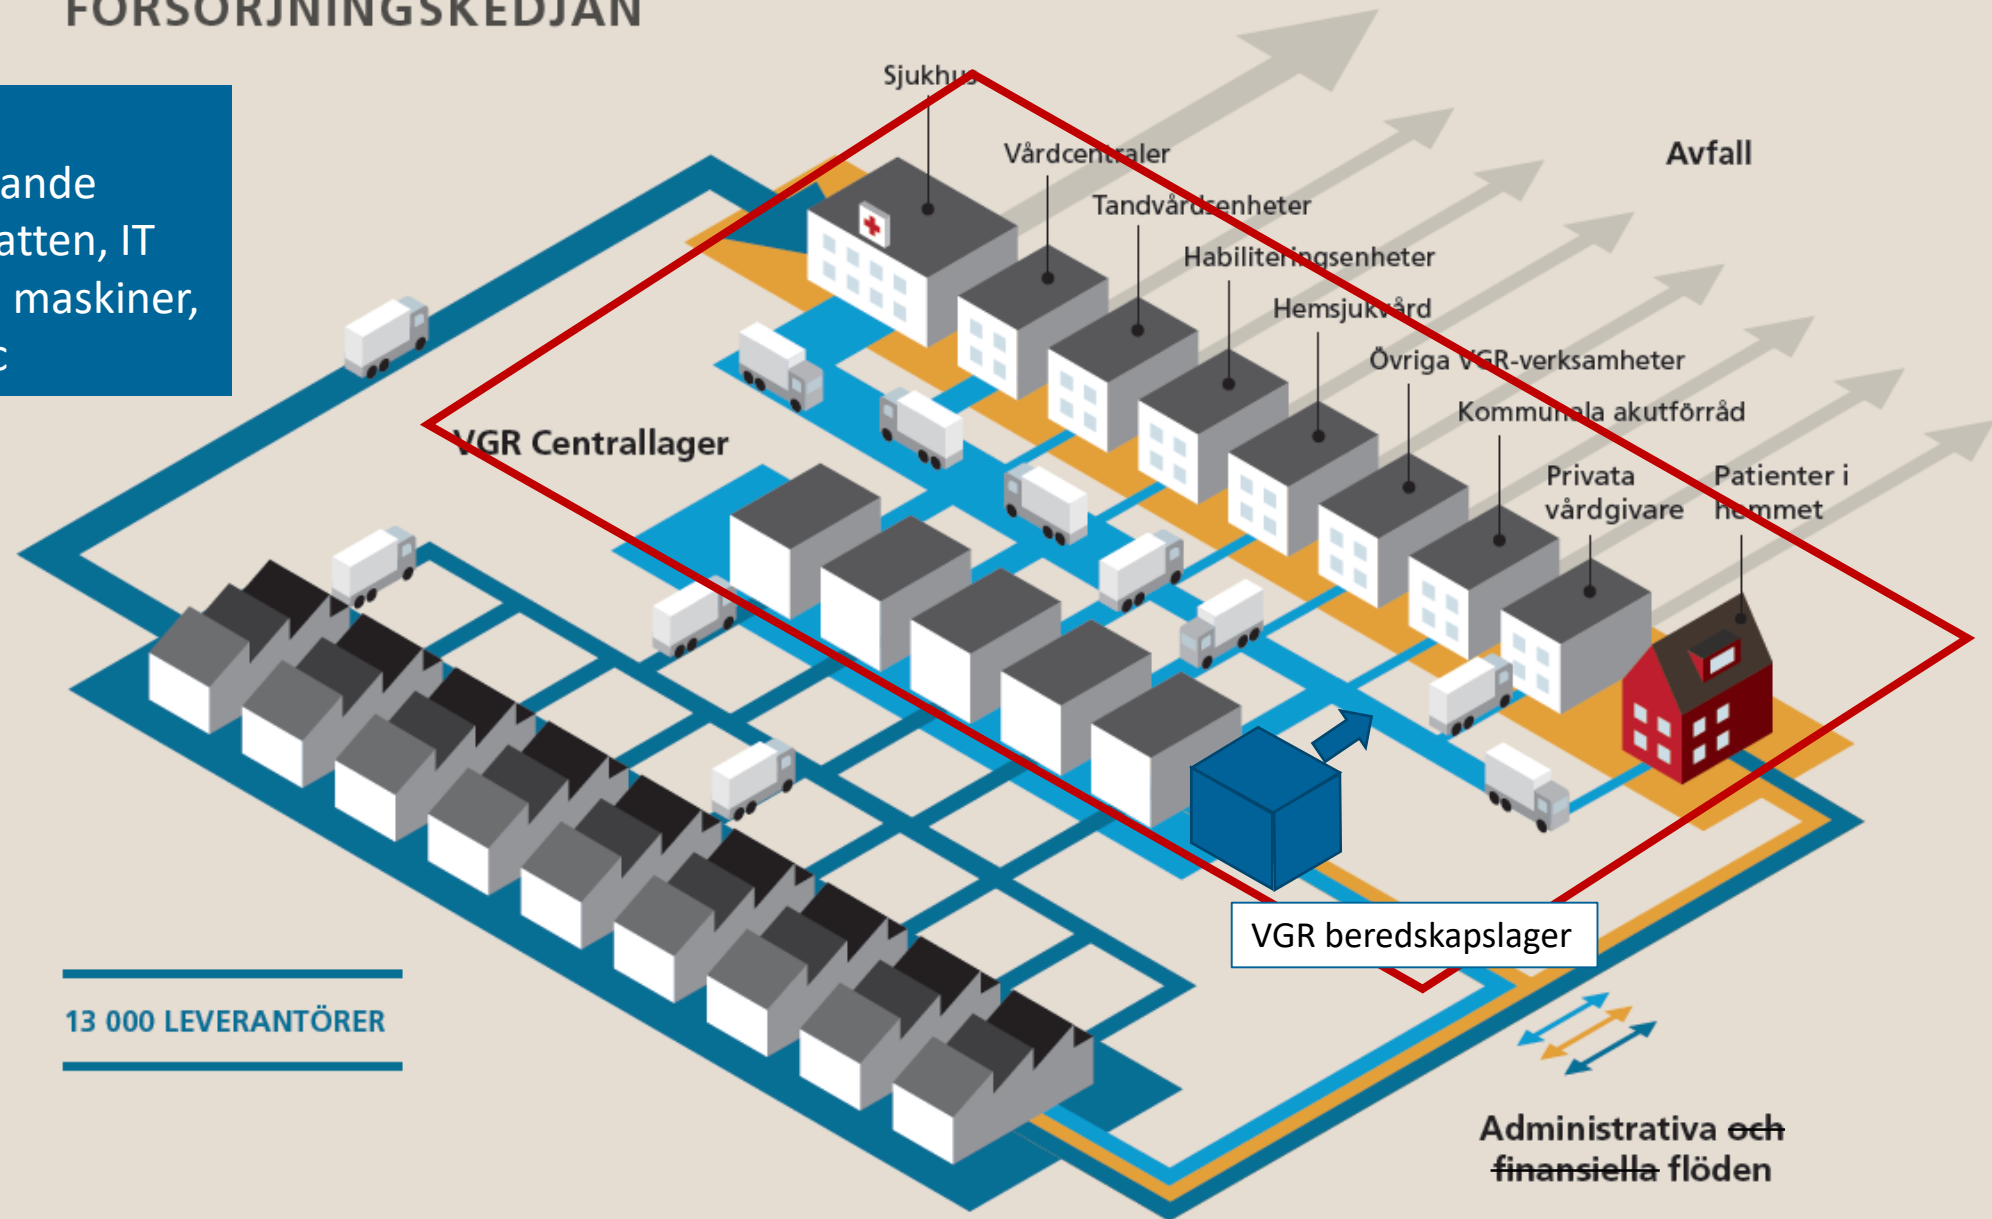 FÖRSÖRJNINGSKEDJAN
Sjukhus
Vårdcentraler
Avfall
ande
atten, IT
maskiner,
c
Tandvårdsenheter
Habiliteringsenheter
Hemsjukvård
Övriga VGR-verksamheter
Kommunala akutförråd
VGR Centrallager
Privata
vårdgivare
Patienter i
hemmet
VGR beredskapslager
13 000 LEVERANTÖRER
Administrativa och
finansiella flöden